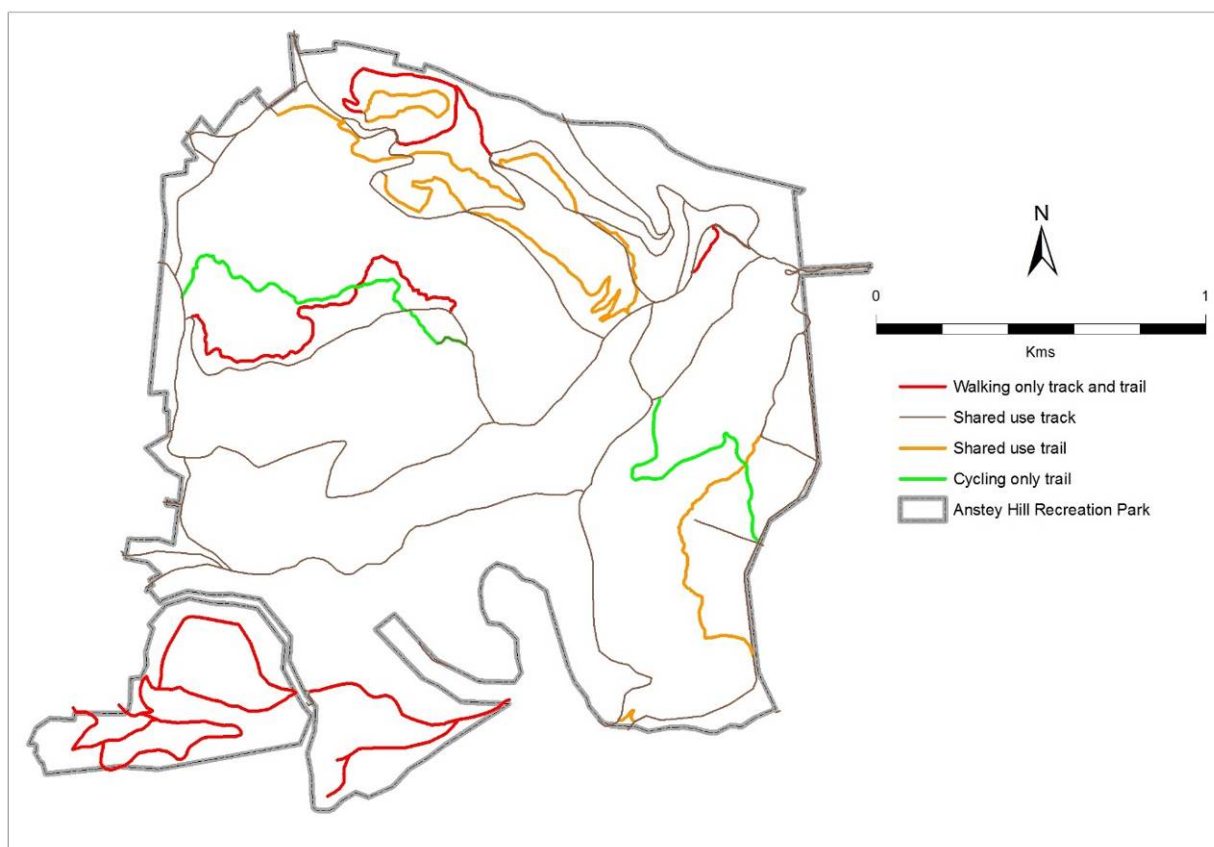 N
0 1
Kms
Walking only track and trail
Shared use track
Shared use trail
Cycling only trail
Anstey Hill Recreation Park